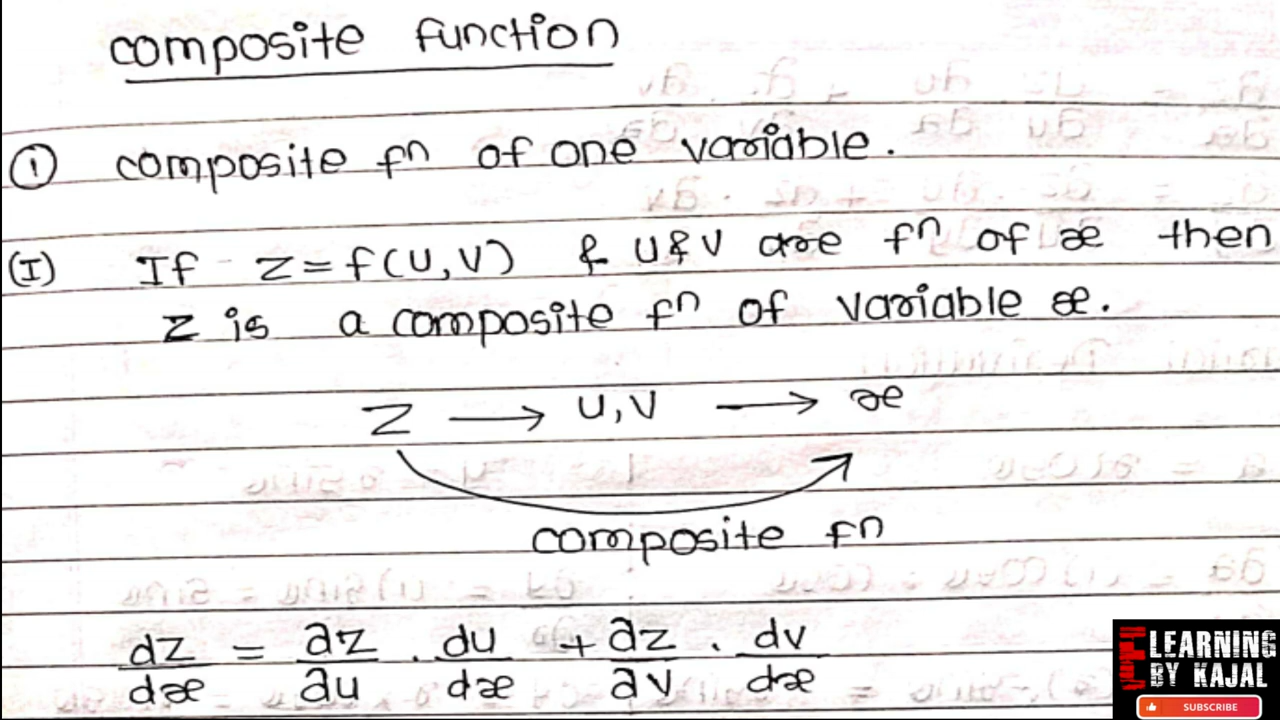 composite function
① composite fⁿ of one variable.
(I) If z = f(u,v) & u & v are fⁿ of x then
z is a composite fⁿ of variable x.
z → u,v → x
composite fⁿ
dz/dx = ∂z/∂u . du/dx + ∂z/∂v . dv/dx
LEARNING
BY KAJAL
SUBSCRIBE